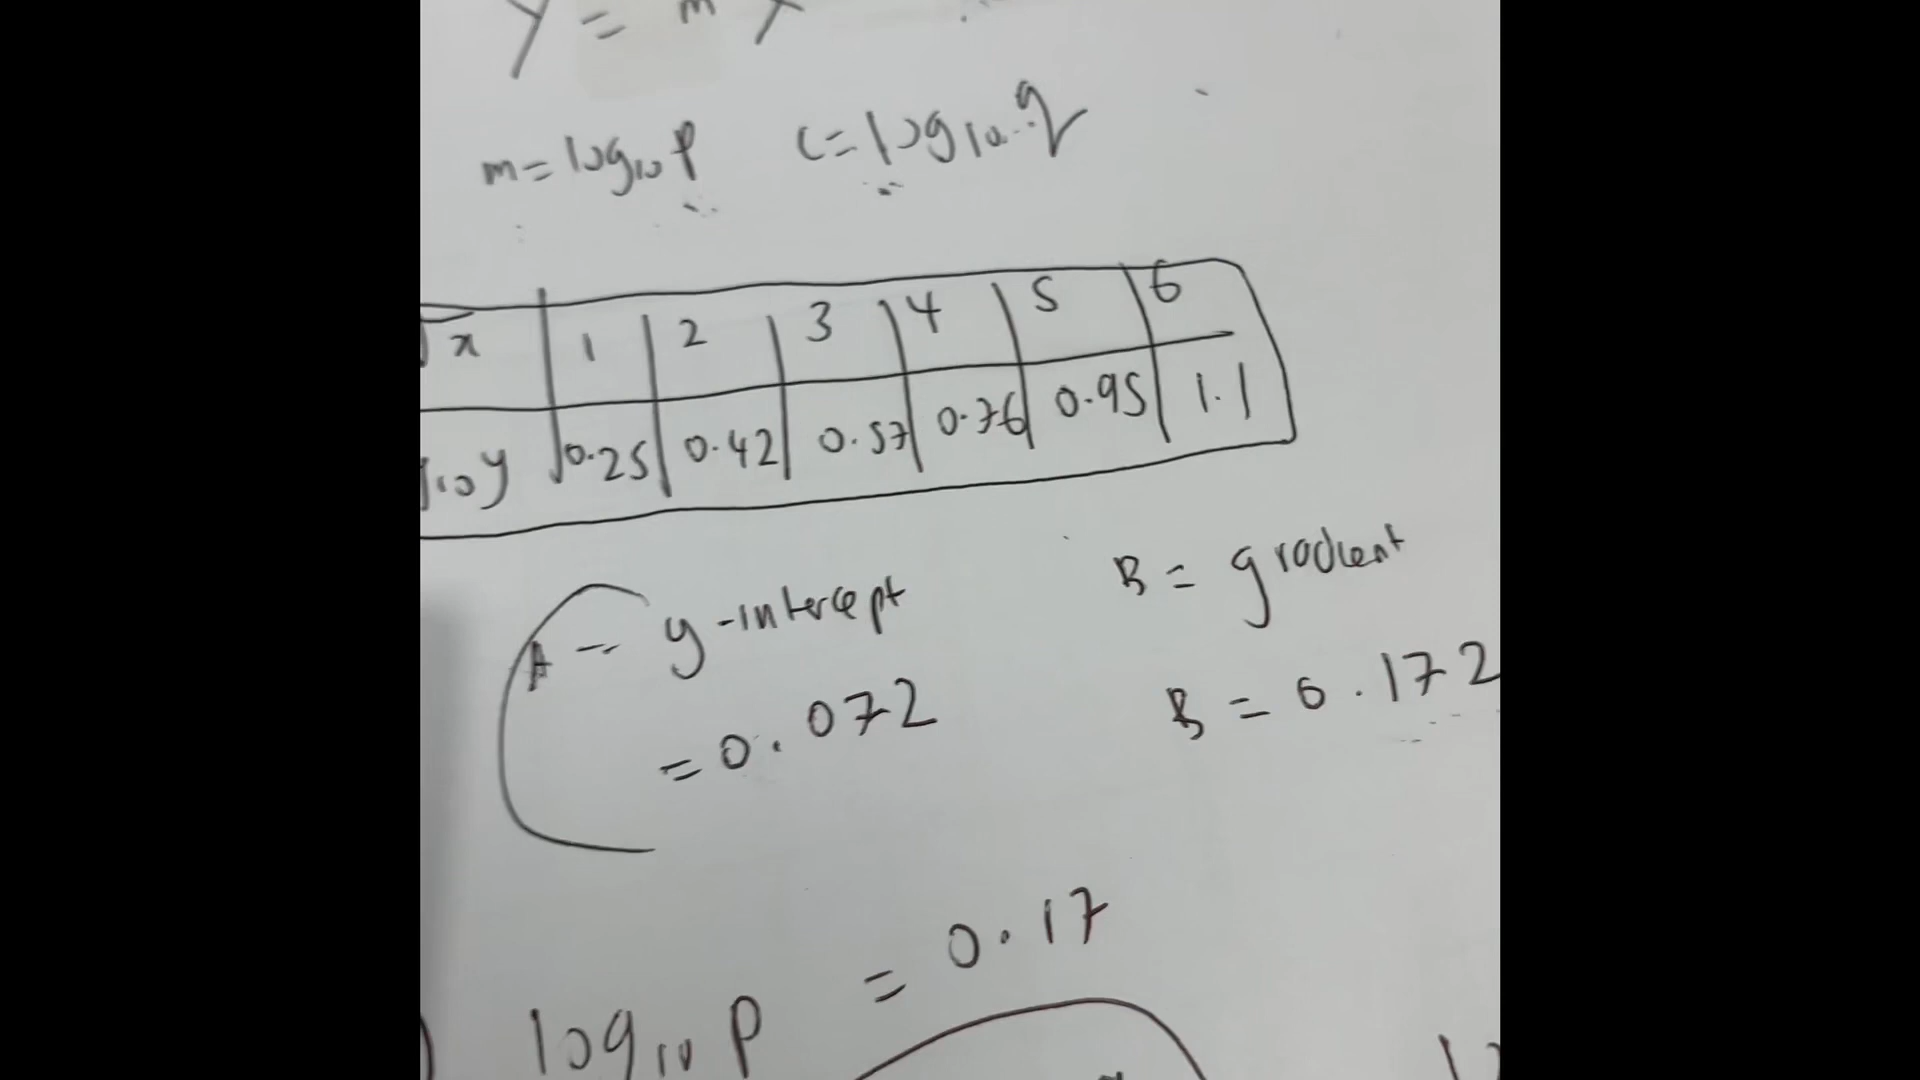 y = m x
m = log10 p c = log10 q
√x 1 2 3 4 5 6
10 y 0.25 0.42 0.57 0.76 0.95 1.1
A = y-intercept B = gradient
= 0.072 B = 0.172
log10 p = 0.17